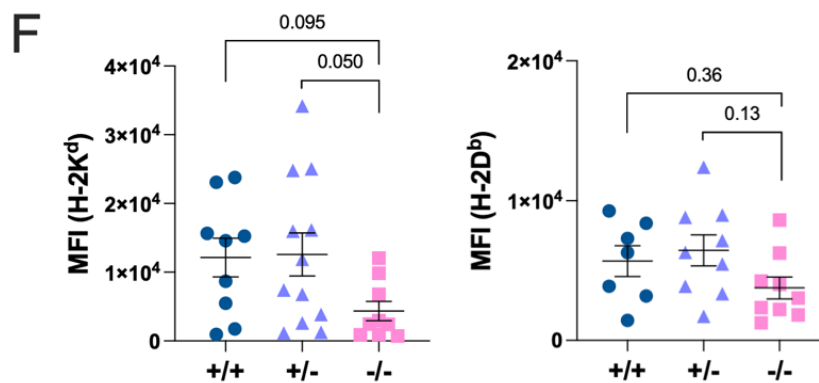 F
0.095
0.050
4×10⁴
3×10⁴
2×10⁴
1×10⁴
0
MFI (H-2Kᵈ)
+/+ +/- -/-
0.36
0.13
2×10⁴
1×10⁴
0
MFI (H-2Dᵇ)
+/+ +/- -/-